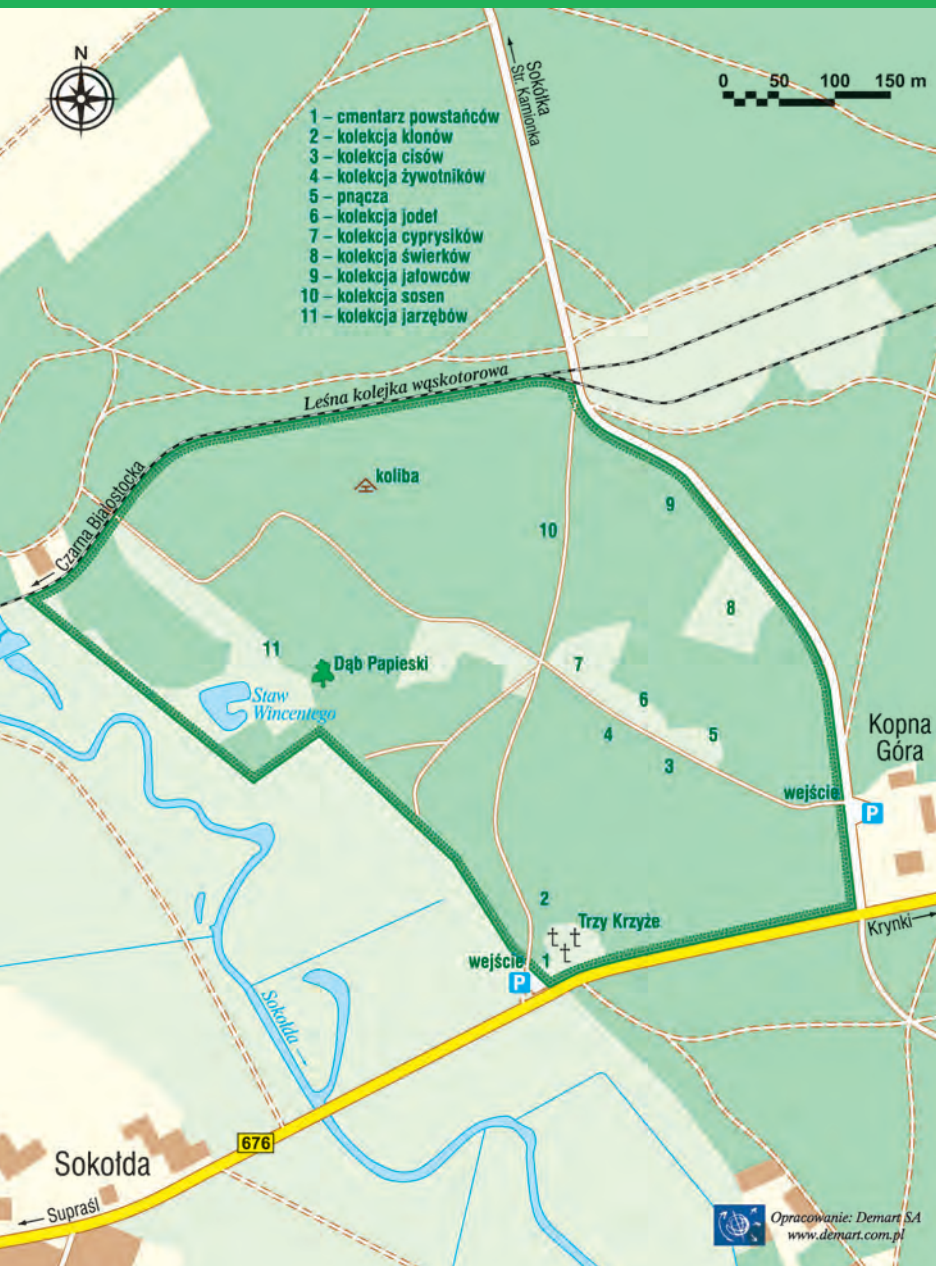 N
0 50 100 150 m
Sokółka
Str. Kamionka
1 – cmentarz powstańców
2 – kolekcja klonów
3 – kolekcja cisów
4 – kolekcja żywotników
5 – pnącza
6 – kolekcja jodeł
7 – kolekcja cyprysików
8 – kolekcja świerków
9 – kolekcja jałowców
10 – kolekcja sosen
11 – kolekcja jarzębów
Leśna kolejka wąskotorowa
Czarna Białostocka
koliba
9
10
8
11
Dąb Papieski
7
Staw
Wincentego
6
4
5
3
Kopna
Góra
wejście
P
2
Trzy Krzyże
Krynki
wejście
1
P
Sokołda
676
Sokołda
Supraśl
Opracowanie: Demart SA
www.demart.com.pl